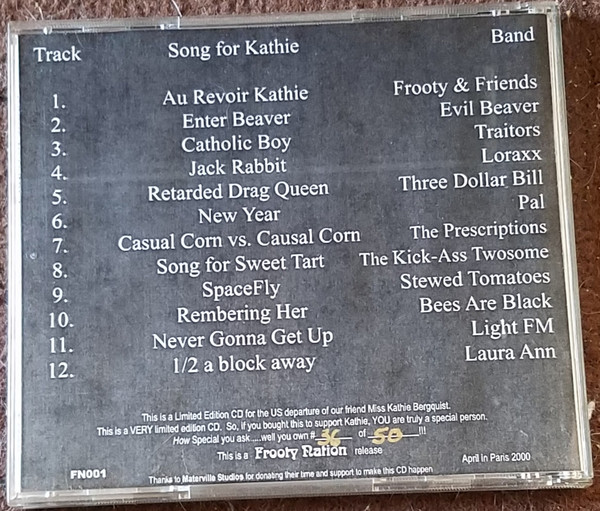 Track Song for Kathie Band
1. Au Revoir Kathie Frooty & Friends
2. Enter Beaver Evil Beaver
3. Catholic Boy Traitors
4. Jack Rabbit Loraxx
5. Retarded Drag Queen Three Dollar Bill
6. New Year Pal
7. Casual Corn vs. Causal Corn The Prescriptions
8. Song for Sweet Tart The Kick-Ass Twosome
9. SpaceFly Stewed Tomatoes
10. Rembering Her Bees Are Black
11. Never Gonna Get Up Light FM
12. 1/2 a block away Laura Ann
This is a Limited Edition CD for the US departure of our friend Miss Kathie Bergquist.
This is a VERY limited edition CD. So, if you bought this to support Kathie, YOU are truly a special person.
How Special you ask.....well you own # 36 of 50 !!!
This is a Frooty Nation release April in Paris 2000
FN001 Thanks to Materville Studios for donating their time and support to make this CD happen